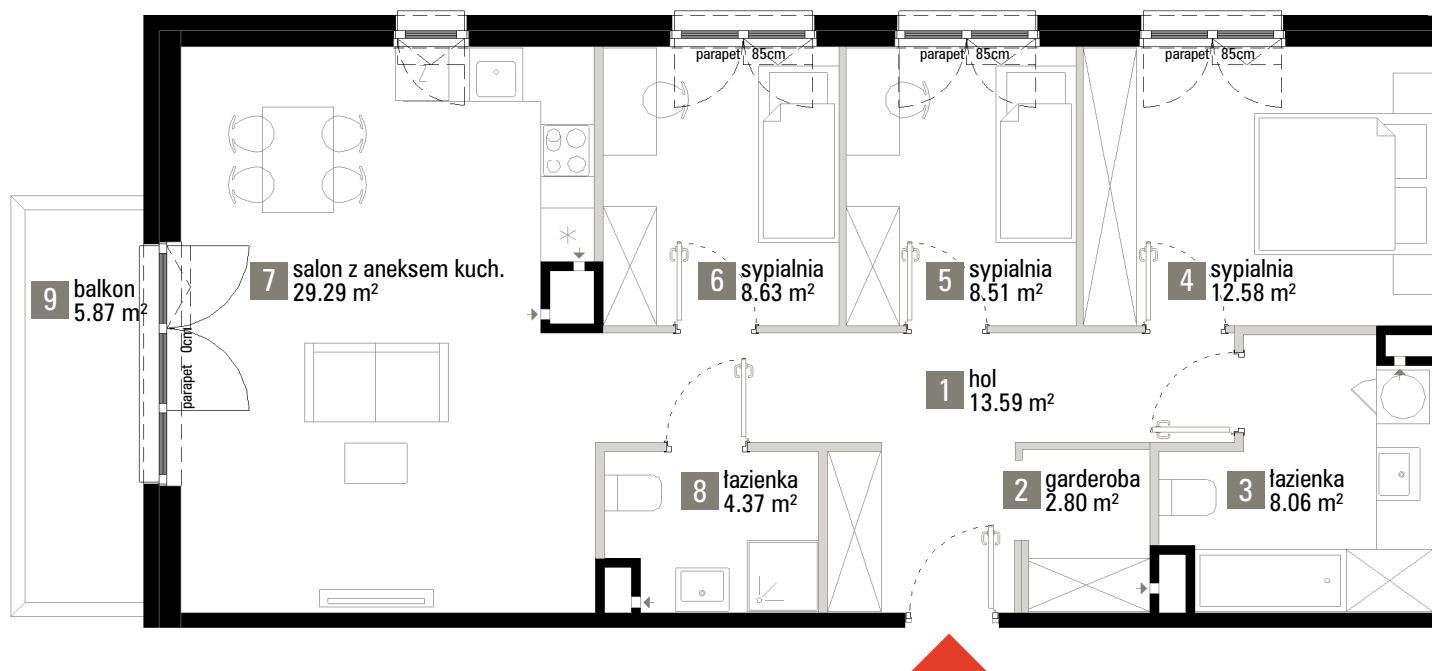 parapet 85cm
parapet 85cm
parapet 85cm
9 balkon
5.87 m²
parapet 0cm
7 salon z aneksem kuch.
29.29 m²
6 sypialnia
8.63 m²
5 sypialnia
8.51 m²
4 sypialnia
12.58 m²
1 hol
13.59 m²
8 łazienka
4.37 m²
2 garderoba
2.80 m²
3 łazienka
8.06 m²